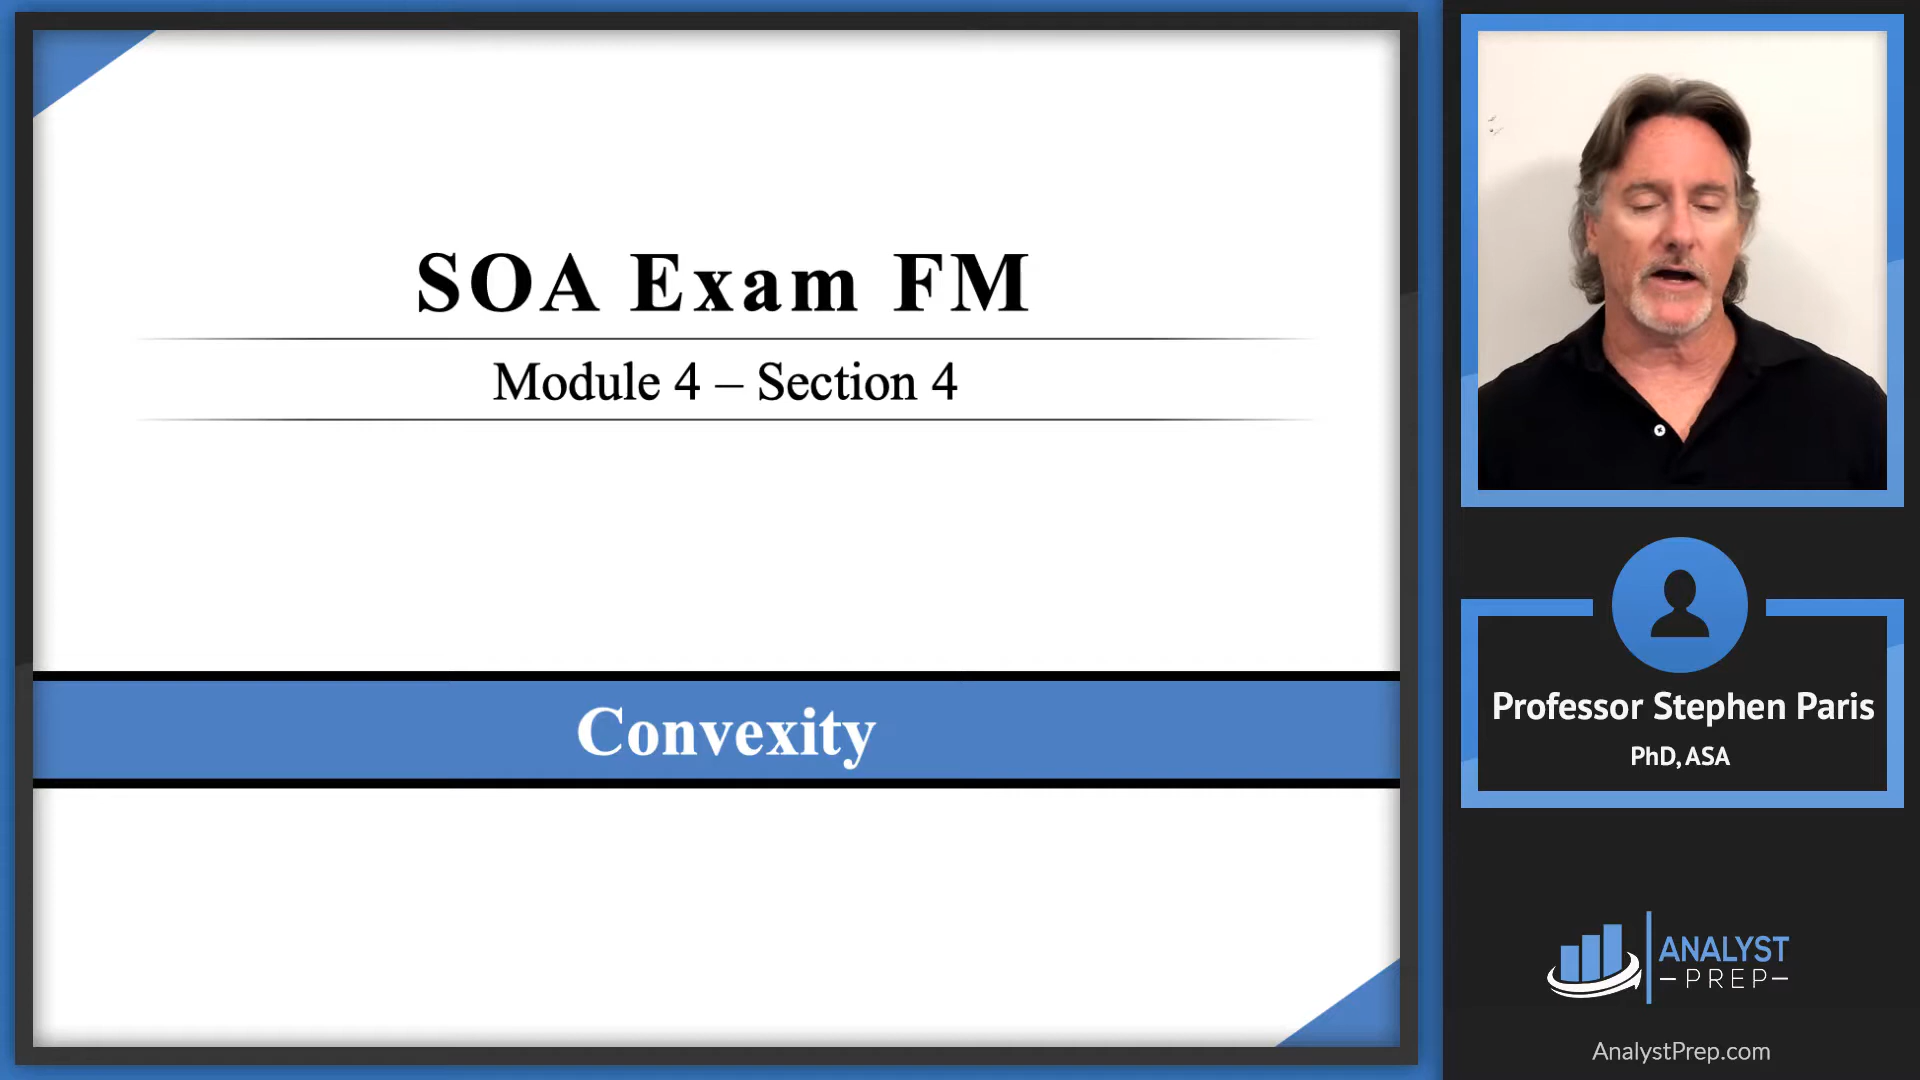 SOA Exam FM
Module 4 – Section 4
Convexity
Professor Stephen Paris
PhD, ASA
ANALYST
PREP
AnalystPrep.com